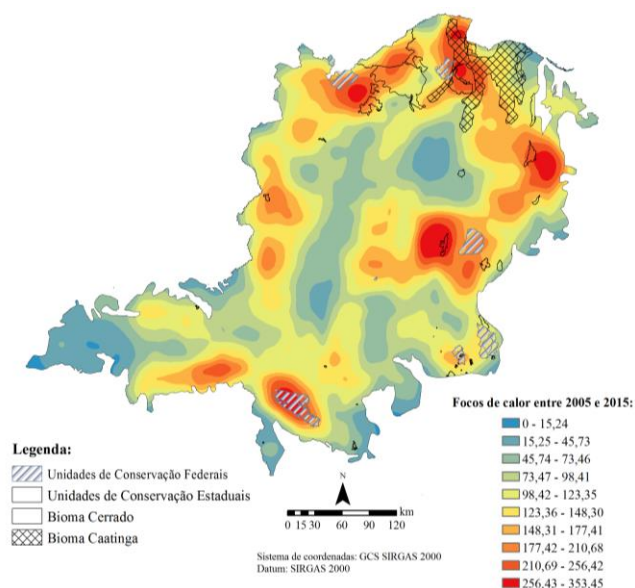 Focos de calor entre 2005 e 2015:
0 - 15,24
15,25 - 45,73
45,74 - 73,46
73,47 - 98,41
98,42 - 123,35
123,36 - 148,30
148,31 - 177,41
177,42 - 210,68
210,69 - 256,42
256,43 - 353,45
Legenda:
Unidades de Conservação Federais
Unidades de Conservação Estaduais
Bioma Cerrado
Bioma Caatinga
N
km
0 15 30 60 90 120
Sistema de coordenadas: GCS SIRGAS 2000
Datum: SIRGAS 2000